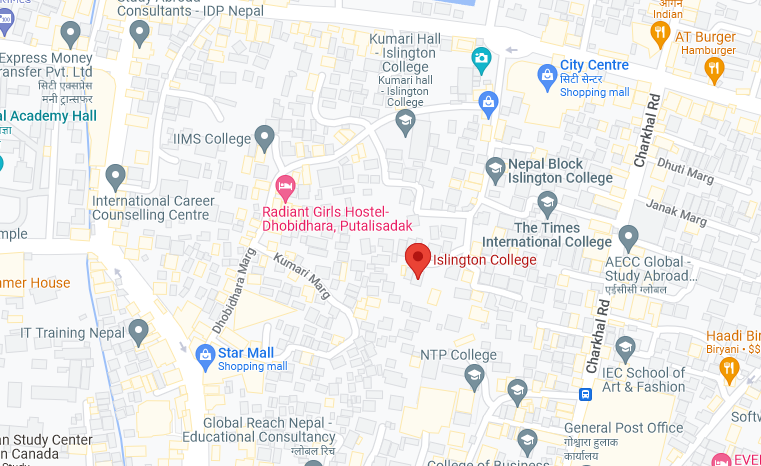 Study Abroad
Consultants - IDP Nepal
Express Money
Transfer Pvt. Ltd
सिटी एक्सप्रेस
मनी ट्रान्सफर
Academy Hall
IIMS College
International Career
Counselling Centre
Radiant Girls Hostel-
Dhobidhara, Putalisadak
Kumari Hall
- Islington
College
Kumari hall
- Islington
College
City Centre
सिटी सेन्टर
Shopping mall
Indian
AT Burger
Hamburger
Charkhal Rd
Nepal Block
Islington College
Dhuti Marg
Janak Marg
The Times
International College
AECC Global -
Study Abroad...
एईसीसी ग्लोबल
Islington College
Dhobidhara Marg
Kumari Marg
House
IT Training Nepal
Star Mall
Shopping mall
NTP College
Charkhal Rd
IEC School of
Art & Fashion
Haadi Bir
Biryani • $$
Global Reach Nepal -
Educational Consultancy
ग्लोबल रिच
General Post Office
गोश्वारा हुलाक
कार्यालय
College of Business
Study Center
in Canada
Softw
EVE